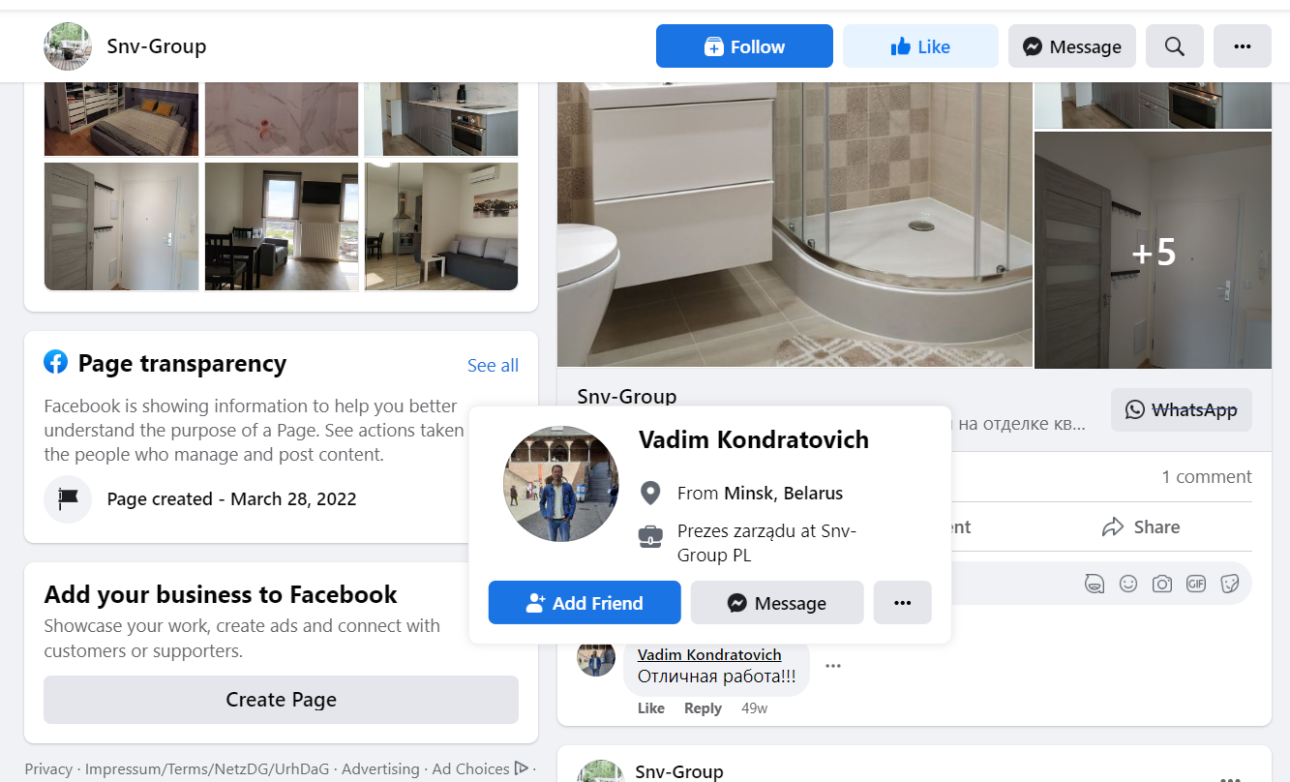 Snv-Group
Follow
Like
Message
+5
Page transparency
See all
Facebook is showing information to help you better
understand the purpose of a Page. See actions taken
the people who manage and post content.
Page created - March 28, 2022
Add your business to Facebook
Showcase your work, create ads and connect with
customers or supporters.
Create Page
Privacy · Impressum/Terms/NetzDG/UrhDaG · Advertising · Ad Choices ·
Snv-Group
на отделке кв...
WhatsApp
Vadim Kondratovich
From Minsk, Belarus
Prezes zarządu at Snv-
Group PL
Add Friend
Message
1 comment
nt
Share
GIF
Vadim Kondratovich
Отличная работа!!!
Like Reply 49w
Snv-Group